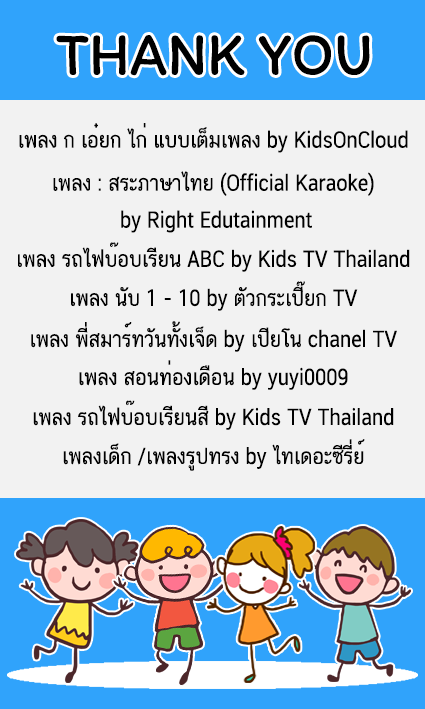 THANK YOU
เพลง ก เอ๋ยก ไก่ แบบเต็มเพลง by KidsOnCloud
เพลง : สระภาษาไทย (Official Karaoke)
by Right Edutainment
เพลง รถไฟบ๊อบเรียน ABC by Kids TV Thailand
เพลง นับ 1 - 10 by ตัวกระเปี๊ยก TV
เพลง พี่สมาร์ทวันทั้งเจ็ด by เปียโน chanel TV
เพลง สอนท่องเดือน by yuyi0009
เพลง รถไฟบ๊อบเรียนสี by Kids TV Thailand
เพลงเด็ก /เพลงรูปทรง by ไทเดอะซีรี่ย์